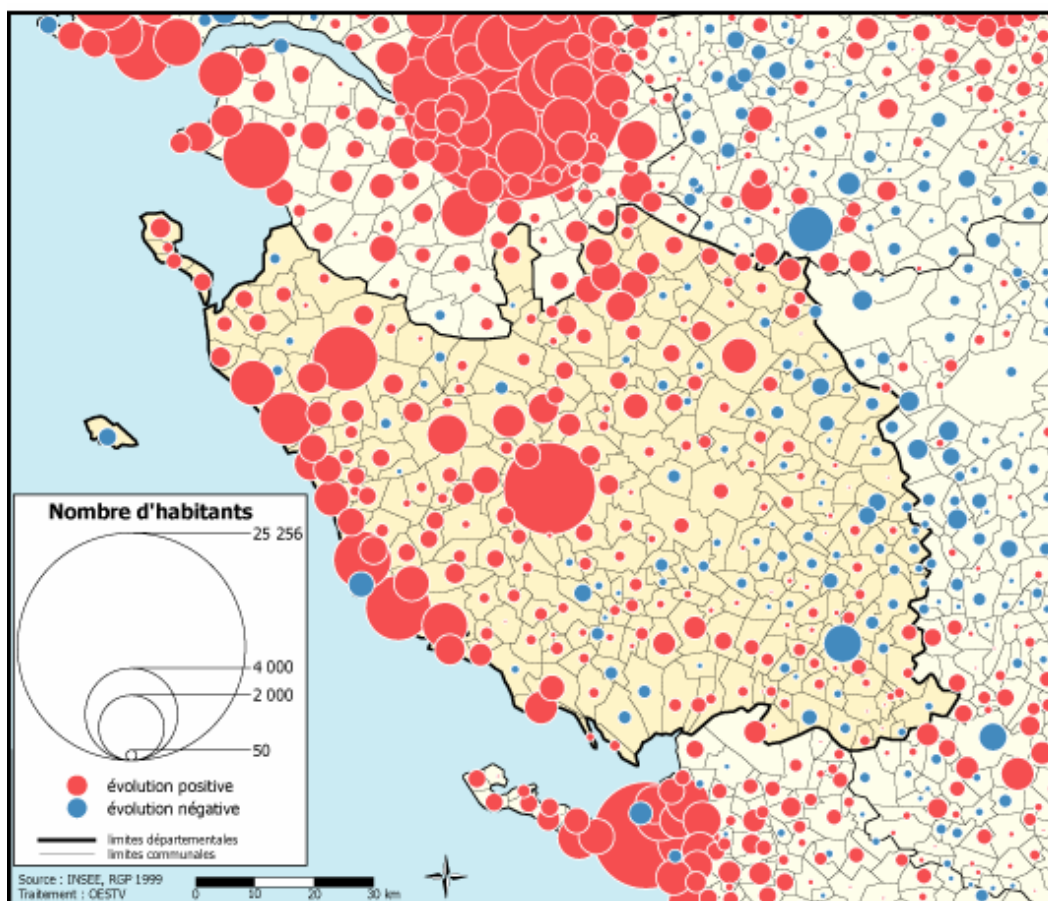 Nombre d'habitants
25 256
4 000
2 000
50
évolution positive
évolution négative
limites départementales
limites communales
Source : INSEE, RGP 1999
Traitement : OESTV
0 10 20 30 km